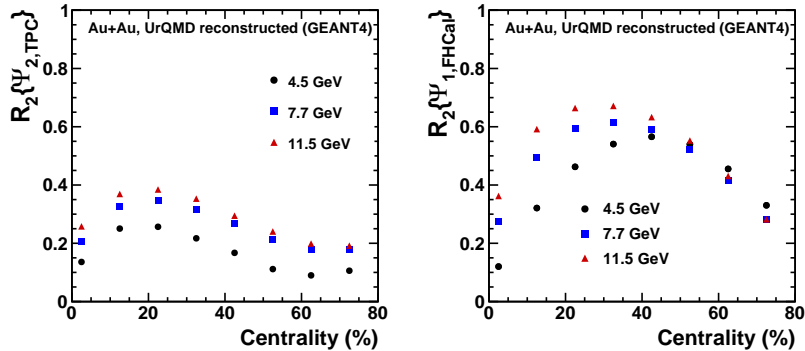 Au+Au, UrQMD reconstructed (GEANT4)
R₂{Ψ₂,TPC}
1
0.8
0.6
0.4
0.2
0
4.5 GeV
7.7 GeV
11.5 GeV
0 20 40 60 80
Centrality (%)
Au+Au, UrQMD reconstructed (GEANT4)
R₂{Ψ₁,FHCal}
1
0.8
0.6
0.4
0.2
0
4.5 GeV
7.7 GeV
11.5 GeV
0 20 40 60 80
Centrality (%)